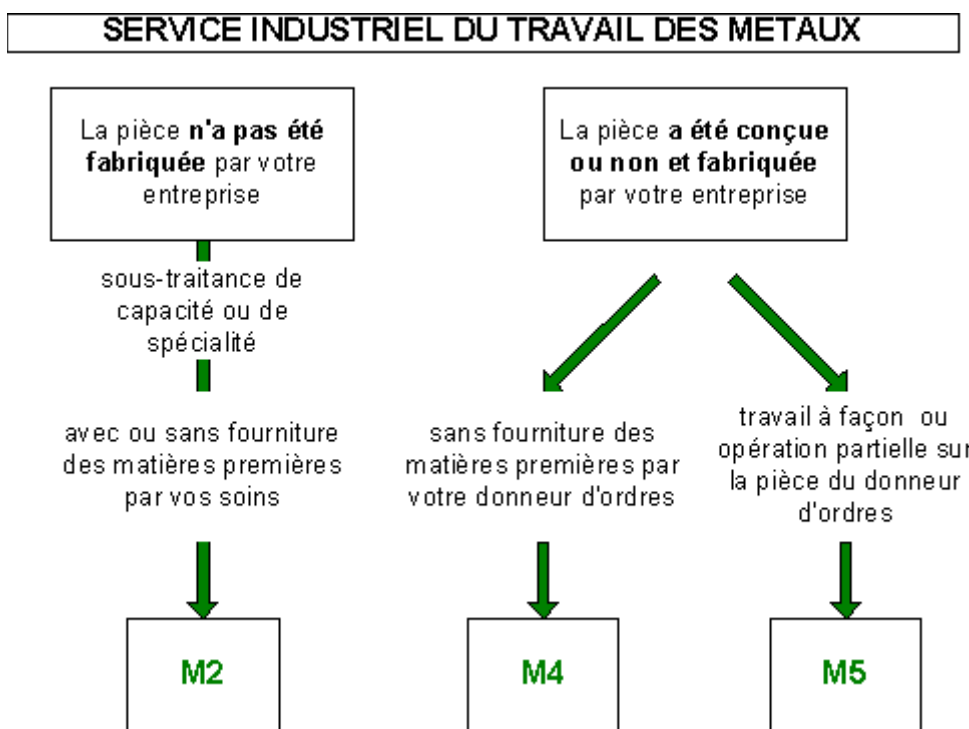 SERVICE INDUSTRIEL DU TRAVAIL DES METAUX
La pièce n'a pas été
fabriquée par votre
entreprise
La pièce a été conçue
ou non et fabriquée
par votre entreprise
sous-traitance de
capacité ou de
spécialité
avec ou sans fourniture
des matières premières
par vos soins
sans fourniture des
matières premières par
votre donneur d'ordres
travail à façon ou
opération partielle sur
la pièce du donneur
d'ordres
M2
M4
M5